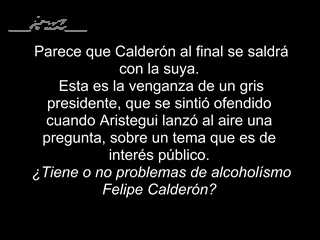 Parece que Calderón al final se saldrá
con la suya.
Esta es la venganza de un gris
presidente, que se sintió ofendido
cuando Aristegui lanzó al aire una
pregunta, sobre un tema que es de
interés público.
¿Tiene o no problemas de alcoholísmo
Felipe Calderón?